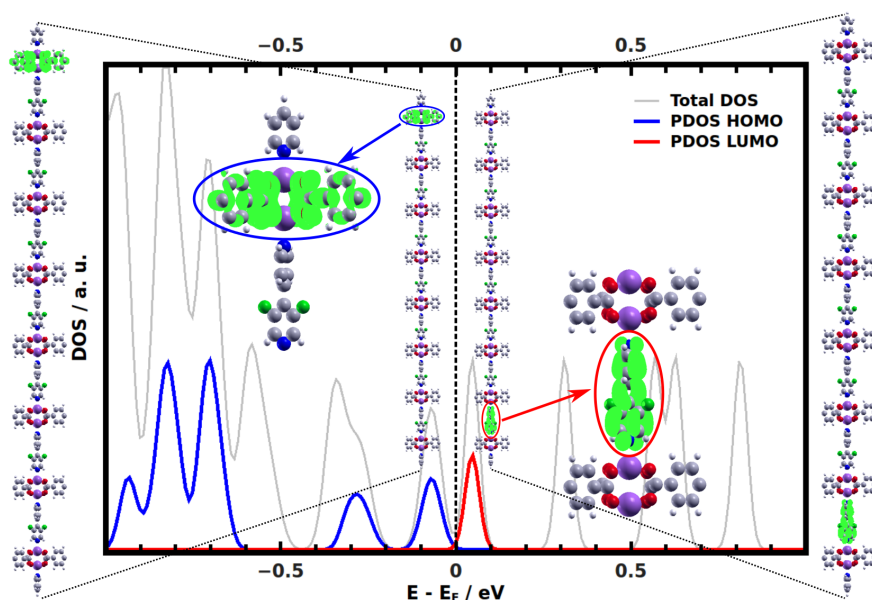 −0.5 0 0.5
Total DOS
PDOS HOMO
PDOS LUMO
DOS / a. u.
−0.5 0 0.5
E - E_F / eV